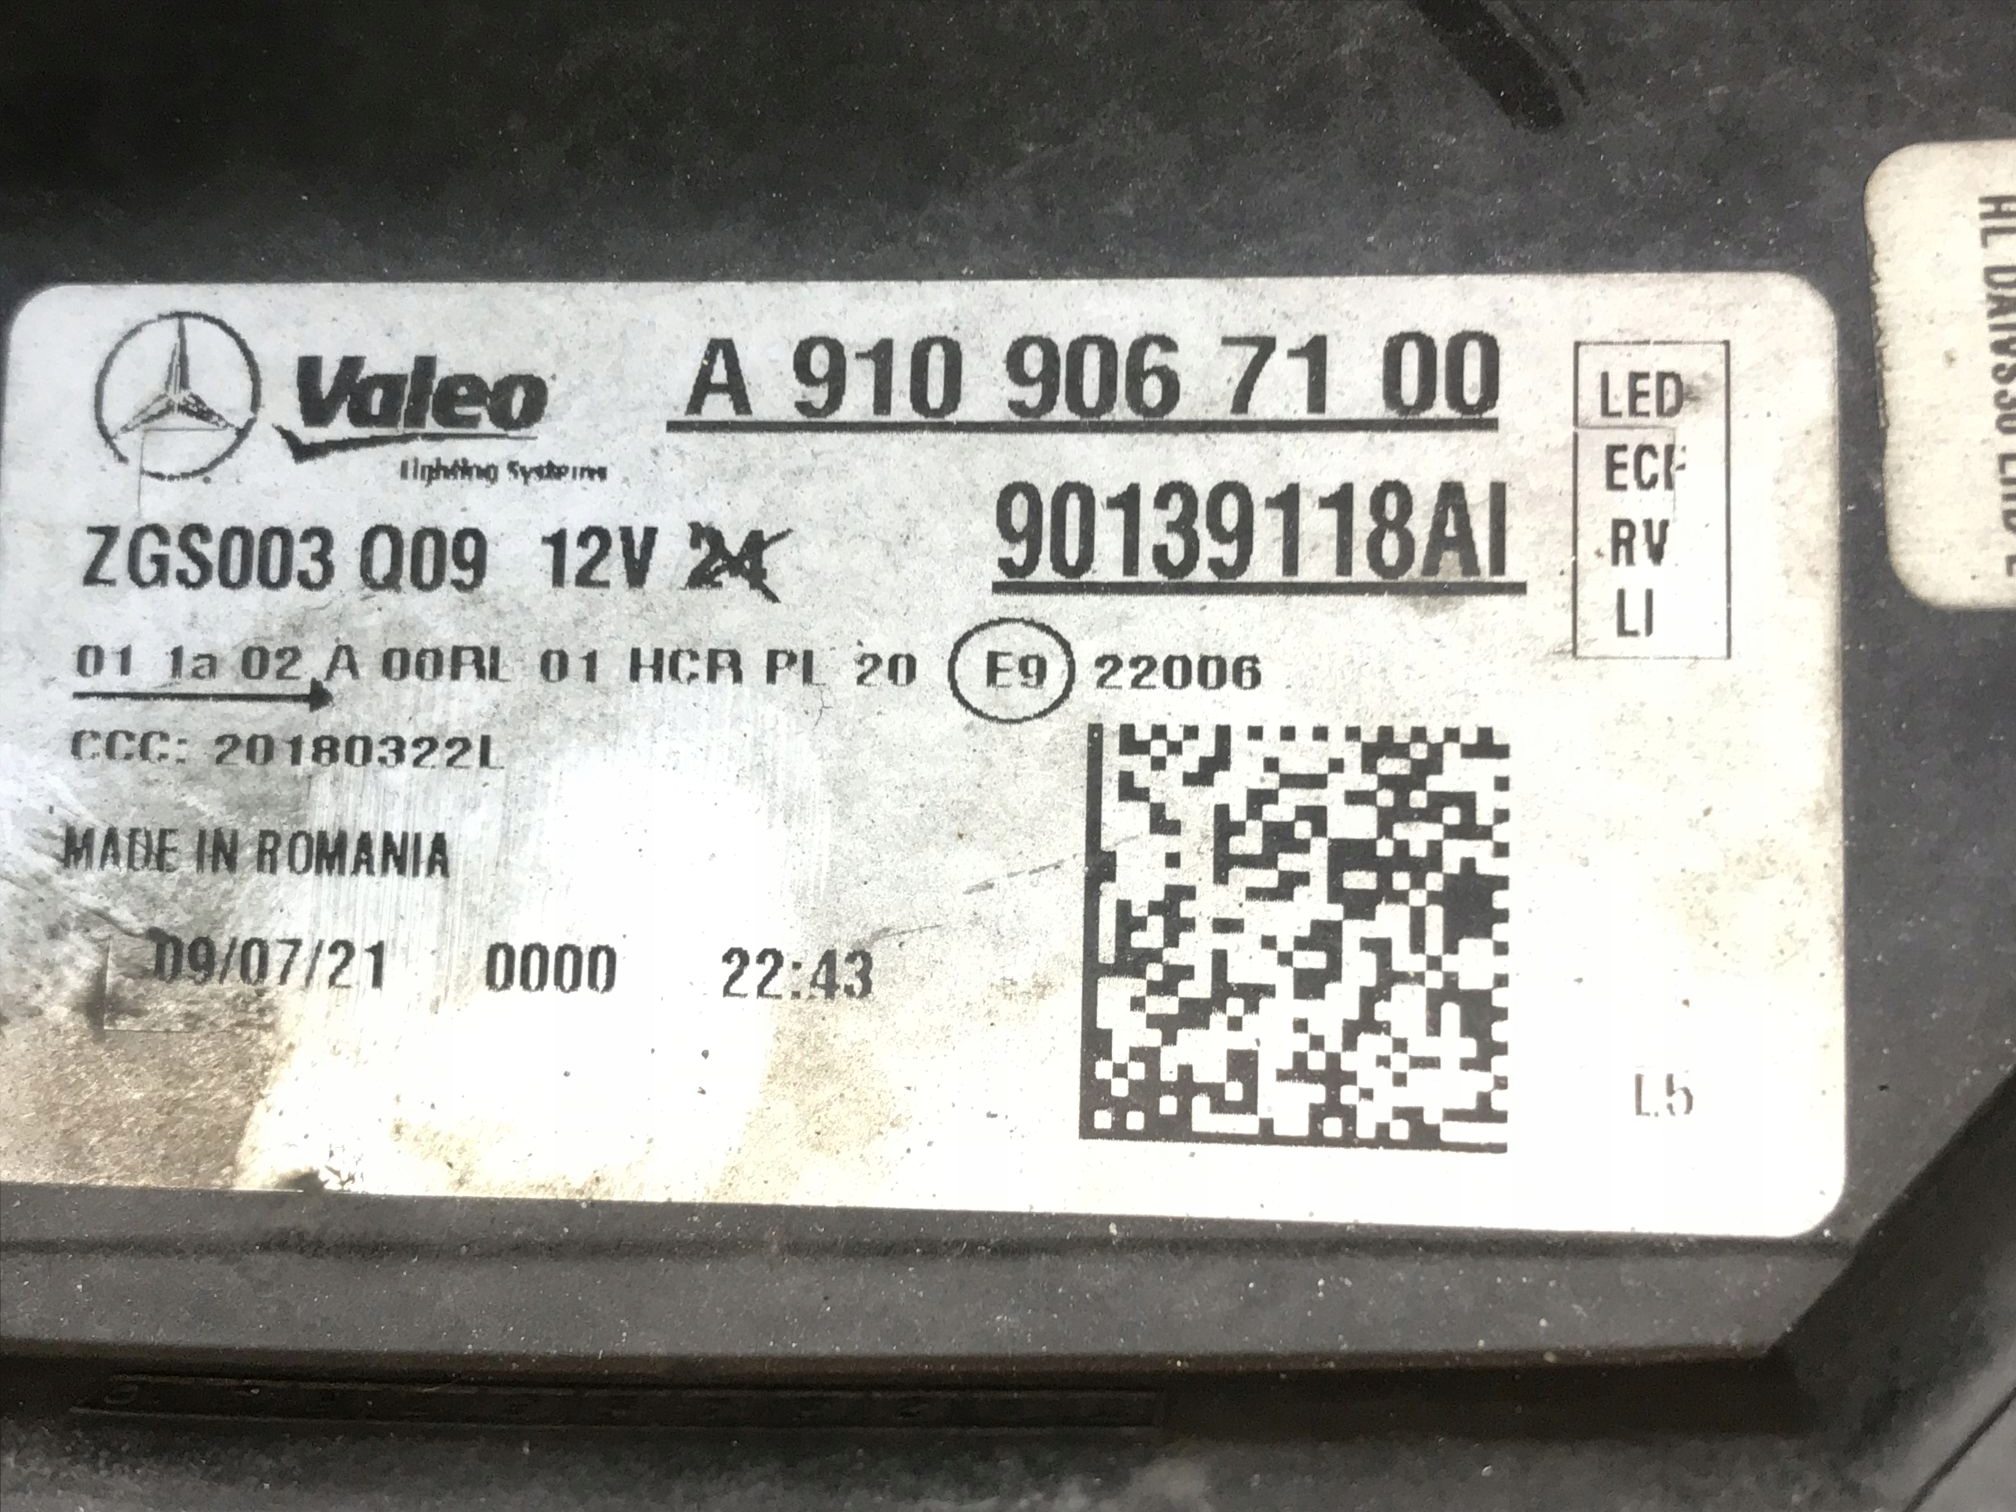 Valeo
Lighting Systems
A 910 906 71 00
90139118AI
ZGS003 Q09 12V 24
LED
ECE
RV
LI
01 1a 02 A 00RL 01 HCR PL 20 E9 22006
CCC: 20180322L
MADE IN ROMANIA
09/07/21 0000 22:43
L5